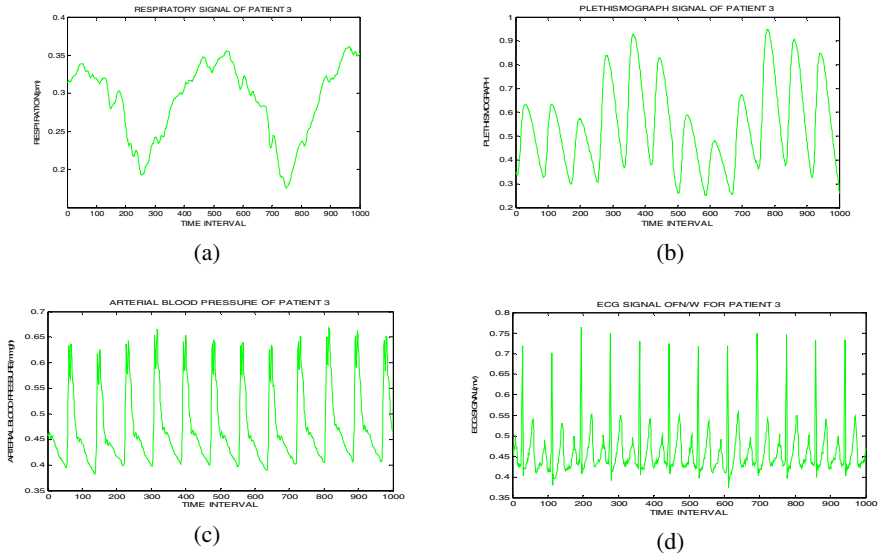 RESPIRATORY SIGNAL OF PATIENT 3
0.4
0.35
0.3
0.25
0.2
RESPIRATION(pm)
0 100 200 300 400 500 600 700 800 900 1000
TIME INTERVAL
(a)
PLETHISMOGRAPH SIGNAL OF PATIENT 3
1
0.9
0.8
0.7
0.6
0.5
0.4
0.3
0.2
PLETHISMOGRAPH
0 100 200 300 400 500 600 700 800 900 1000
TIME INTERVAL
(b)
ARTERIAL BLOOD PRESSURE OF PATIENT 3
0.7
0.65
0.6
0.55
0.5
0.45
0.4
0.35
ARTERIAL BLOOD PRESSURE(mmgh)
0 100 200 300 400 500 600 700 800 900 1000
TIME INTERVAL
(c)
ECG SIGNAL OFN/W FOR PATIENT 3
0.8
0.75
0.7
0.65
0.6
0.55
0.5
0.45
0.4
0.35
ECG SIGNAL(mv)
0 100 200 300 400 500 600 700 800 900 1000
TIME INTERVAL
(d)